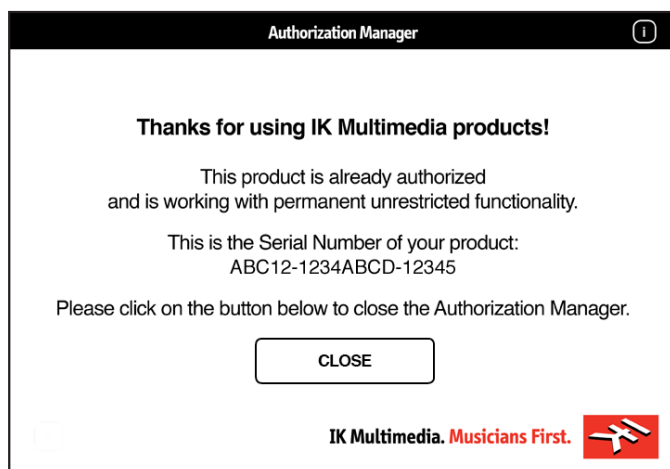 Authorization Manager
i
Thanks for using IK Multimedia products!
This product is already authorized
and is working with permanent unrestricted functionality.
This is the Serial Number of your product:
ABC12-1234ABCD-12345
Please click on the button below to close the Authorization Manager.
CLOSE
IK Multimedia. Musicians First.